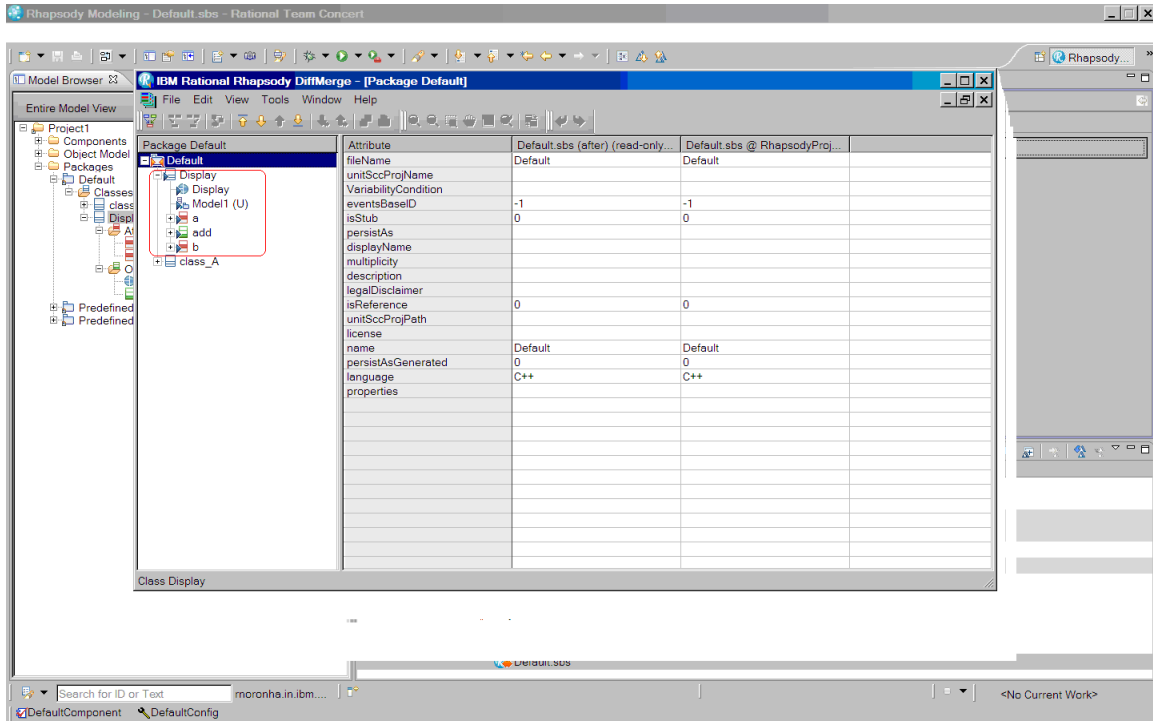 Rhapsody Modeling - Default.sbs - Rational Team Concert
Rhapsody...
»
Model Browser
Entire Model View
Project1
Components
Object Model
Packages
Default
Classes
class
Displ
At
O
Predefined
Predefined
IBM Rational Rhapsody DiffMerge - [Package Default]
File Edit View Tools Window Help
Package Default
Default
Display
Display
Model1 (U)
a
add
b
class_A
Attribute Default.sbs (after) (read-only... Default.sbs @ RhapsodyProj...
fileName Default Default
unitSccProjName
VariabilityCondition
eventsBaseID -1 -1
isStub 0 0
persistAs
displayName
multiplicity
description
legalDisclaimer
isReference 0 0
unitSccProjPath
license
name Default Default
persistAsGenerated 0 0
language C++ C++
properties
Class Display
Default.sbs
Search for ID or Text
rnoronha.in.ibm....
<No Current Work>
DefaultComponent DefaultConfig